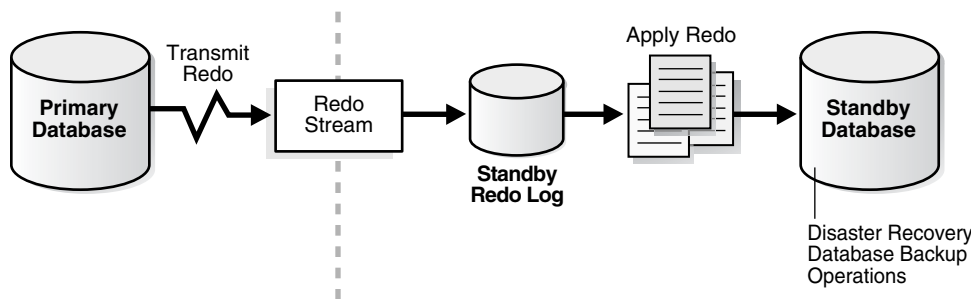 Primary
Database
Transmit
Redo
Redo
Stream
Standby
Redo Log
Apply Redo
Standby
Database
Disaster Recovery
Database Backup
Operations